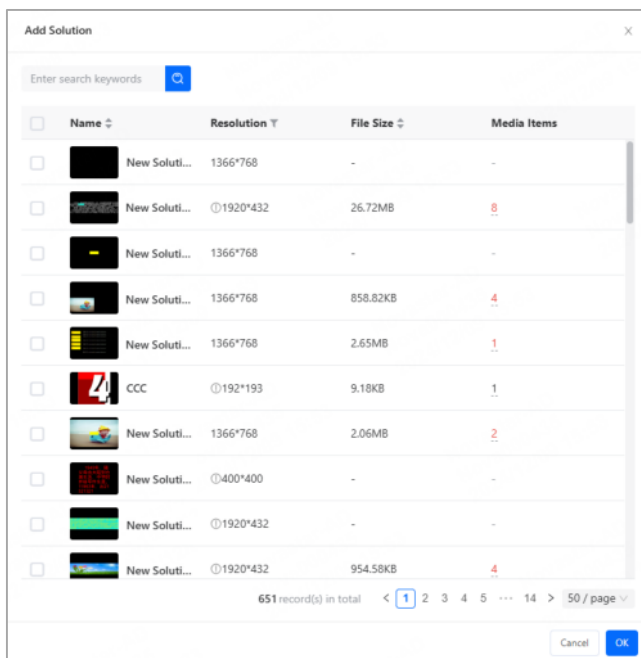 Add Solution
Enter search keywords
Name Resolution File Size Media Items
New Soluti... 1366*768 - -
New Soluti... 1920*432 26.72MB 8
New Soluti... 1366*768 - -
New Soluti... 1366*768 858.82KB 4
New Soluti... 1366*768 2.65MB 1
4 CCC 192*193 9.18KB 1
New Soluti... 1366*768 2.06MB 2
New Soluti... 400*400 - -
New Soluti... 1920*432 - -
New Soluti... 1920*432 954.58KB 4
651 record(s) in total < 1 2 3 4 5 ··· 14 > 50 / page
Cancel OK